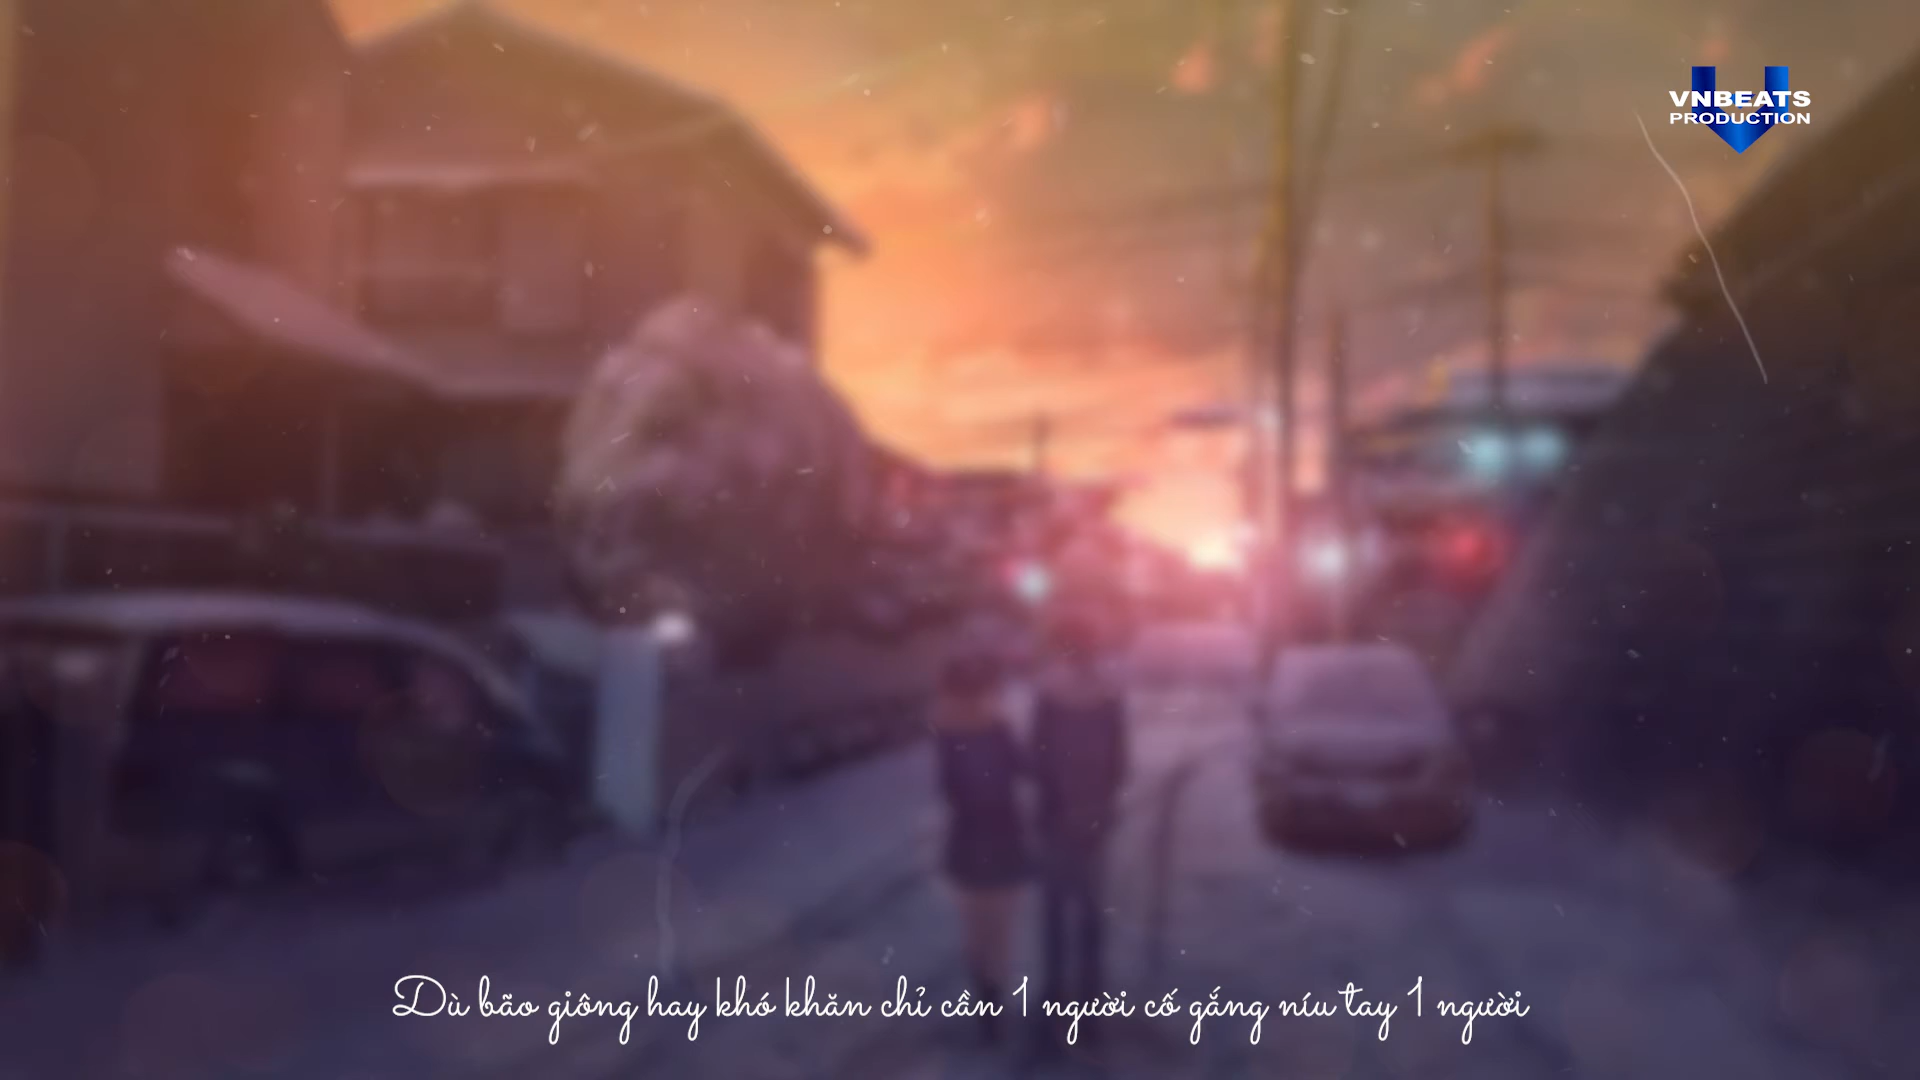 VNBEATS
PRODUCTION
Dù bão giông hay khó khăn chỉ cần 1 người cố gắng níu tay 1 người